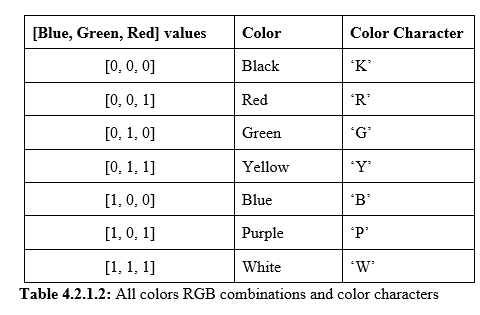 [Blue, Green, Red] values Color Color Character
[0, 0, 0] Black ‘K’
[0, 0, 1] Red ‘R’
[0, 1, 0] Green ‘G’
[0, 1, 1] Yellow ‘Y’
[1, 0, 0] Blue ‘B’
[1, 0, 1] Purple ‘P’
[1, 1, 1] White ‘W’
Table 4.2.1.2: All colors RGB combinations and color characters